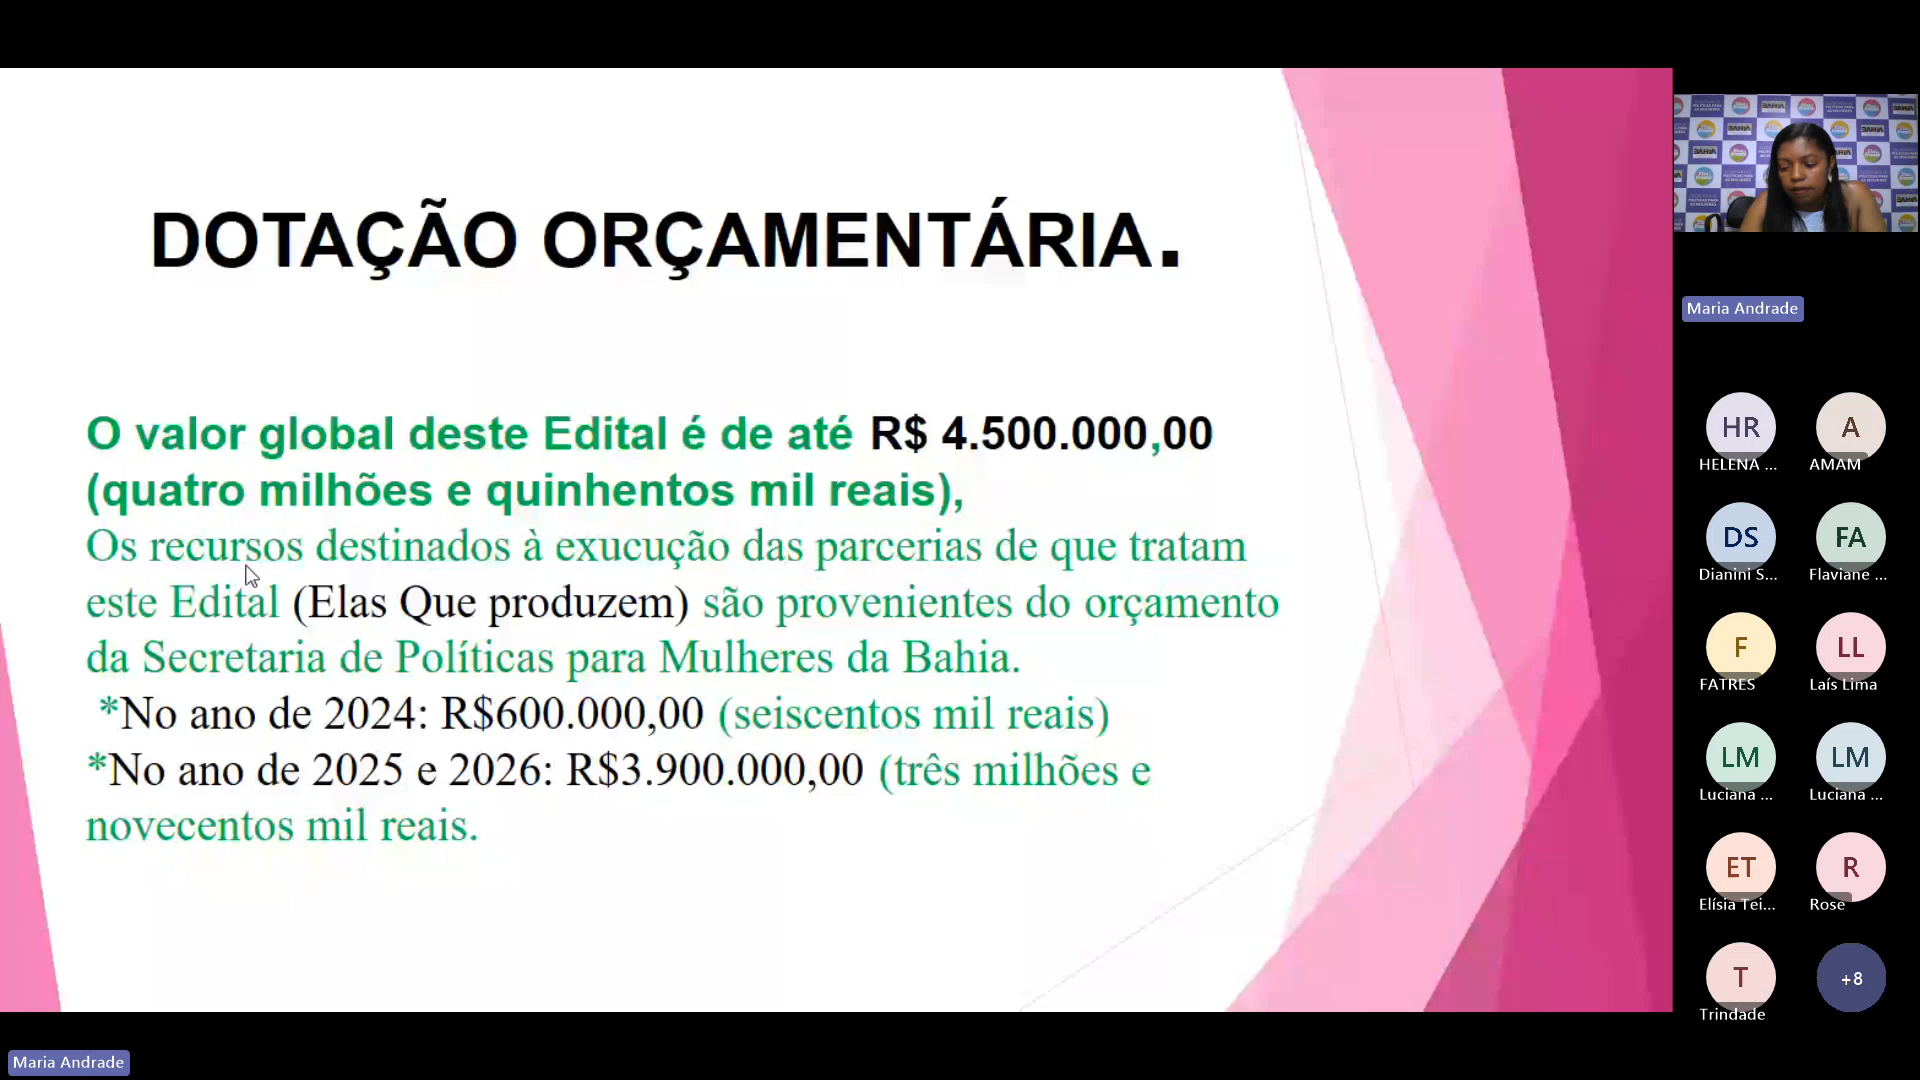 DOTAÇÃO ORÇAMENTÁRIA.
O valor global deste Edital é de até R$ 4.500.000,00
(quatro milhões e quinhentos mil reais),
Os recursos destinados à exucução das parcerias de que tratam
este Edital (Elas Que produzem) são provenientes do orçamento
da Secretaria de Políticas para Mulheres da Bahia.
*No ano de 2024: R$600.000,00 (seiscentos mil reais)
*No ano de 2025 e 2026: R$3.900.000,00 (três milhões e
novecentos mil reais.
Maria Andrade
BAHIA
Maria Andrade
HR
HELENA ...
A
AMAM
DS
Dianini S...
FA
Flaviane ...
F
FATRES
LL
Laís Lima
LM
Luciana ...
LM
Luciana ...
ET
Elísia Tei...
R
Rose
T
Trindade
+8